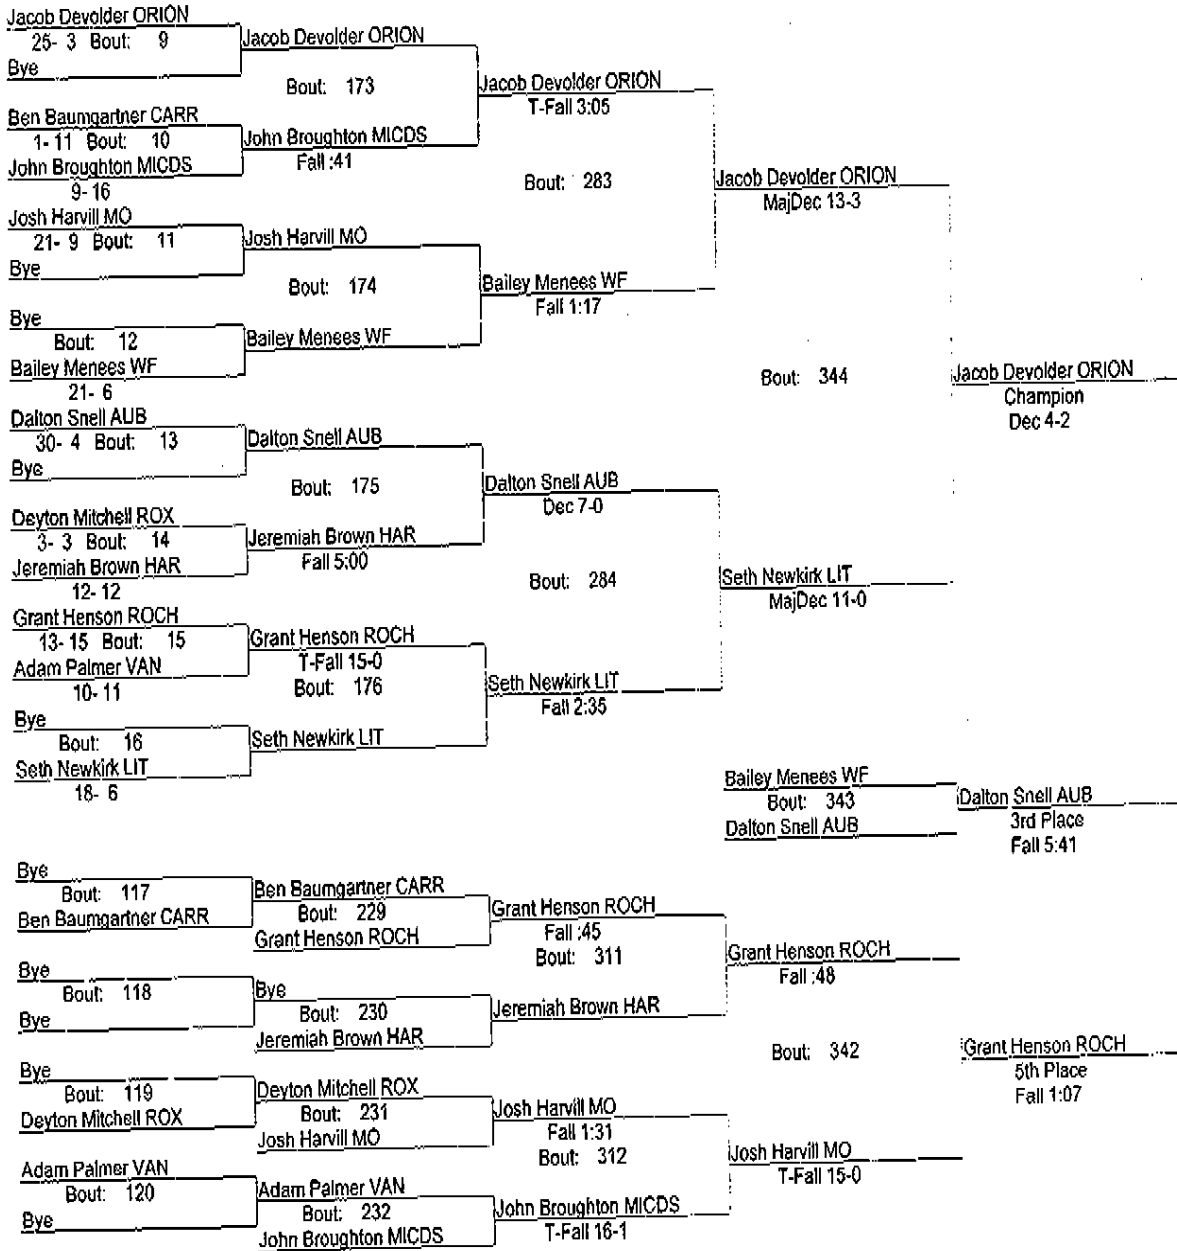 Jacob Devolder ORION
25- 3 Bout: 9
Bye
Jacob Devolder ORION
Bout: 173
Ben Baumgartner CARR
1- 11 Bout: 10
John Broughton MICDS
9- 16
John Broughton MICDS
Fall :41
Jacob Devolder ORION
T-Fall 3:05
Bout: 283
Josh Harvill MO
21- 9 Bout: 11
Bye
Josh Harvill MO
Bout: 174
Bye
Bout: 12
Bailey Menees WF
21- 6
Bailey Menees WF
Bailey Menees WF
Fall 1:17
Jacob Devolder ORION
MajDec 13-3
Bout: 344
Dalton Snell AUB
30- 4 Bout: 13
Bye
Dalton Snell AUB
Bout: 175
Deyton Mitchell ROX
3- 3 Bout: 14
Jeremiah Brown HAR
12- 12
Jeremiah Brown HAR
Fall 5:00
Dalton Snell AUB
Dec 7-0
Bout: 284
Grant Henson ROCH
13- 15 Bout: 15
Adam Palmer VAN
10- 11
Grant Henson ROCH
T-Fall 15-0
Bout: 176
Bye
Bout: 16
Seth Newkirk LIT
18- 6
Seth Newkirk LIT
Seth Newkirk LIT
Fall 2:35
Seth Newkirk LIT
MajDec 11-0
Jacob Devolder ORION
Champion
Dec 4-2
Bailey Menees WF
Bout: 343
Dalton Snell AUB
Dalton Snell AUB
3rd Place
Fall 5:41
Bye
Bout: 117
Ben Baumgartner CARR
Ben Baumgartner CARR
Bout: 229
Grant Henson ROCH
Grant Henson ROCH
Fall :45
Bout: 311
Bye
Bout: 118
Bye
Bye
Bout: 230
Jeremiah Brown HAR
Jeremiah Brown HAR
Grant Henson ROCH
Fall :48
Bout: 342
Bye
Bout: 119
Deyton Mitchell ROX
Deyton Mitchell ROX
Bout: 231
Josh Harvill MO
Josh Harvill MO
Fall 1:31
Bout: 312
Adam Palmer VAN
Bout: 120
Bye
Adam Palmer VAN
Bout: 232
John Broughton MICDS
John Broughton MICDS
T-Fall 16-1
Josh Harvill MO
T-Fall 15-0
Grant Henson ROCH
5th Place
Fall 1:07